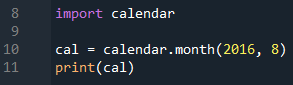 8 import calendar
9
10 cal = calendar.month(2016, 8)
11 print(cal)